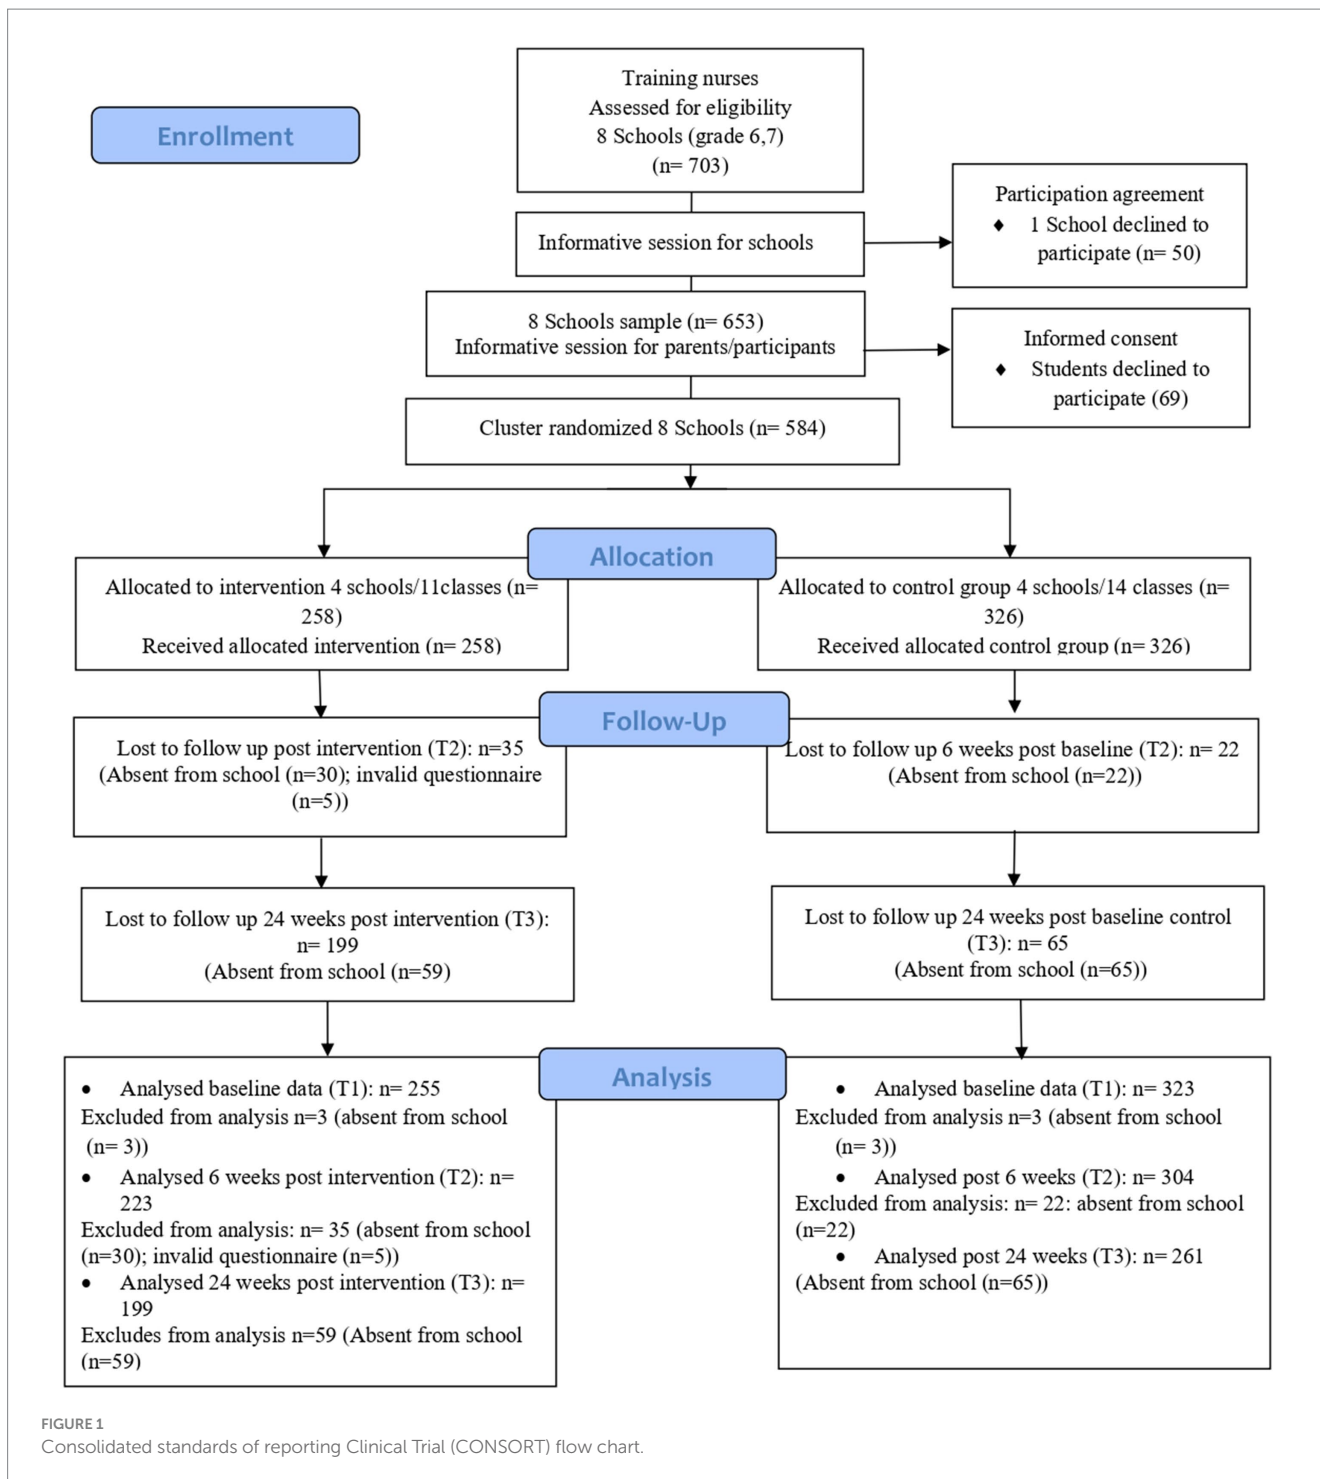 Enrollment
Training nurses
Assessed for eligibility
8 Schools (grade 6,7)
(n= 703)
Informative session for schools
Participation agreement
♦ 1 School declined to
participate (n= 50)
8 Schools sample (n= 653)
Informative session for parents/participants
Informed consent
♦ Students declined to
participate (69)
Cluster randomized 8 Schools (n= 584)
Allocation
Allocated to intervention 4 schools/11classes (n=
258)
Received allocated intervention (n= 258)
Allocated to control group 4 schools/14 classes (n=
326)
Received allocated control group (n= 326)
Follow-Up
Lost to follow up post intervention (T2): n=35
(Absent from school (n=30); invalid questionnaire
(n=5))
Lost to follow up 6 weeks post baseline (T2): n= 22
(Absent from school (n=22))
Lost to follow up 24 weeks post intervention (T3):
n= 199
(Absent from school (n=59)
Lost to follow up 24 weeks post baseline control
(T3): n= 65
(Absent from school (n=65))
Analysis
• Analysed baseline data (T1): n= 255
Excluded from analysis n=3 (absent from school
(n= 3))
• Analysed 6 weeks post intervention (T2): n=
223
Excluded from analysis: n= 35 (absent from school
(n=30); invalid questionnaire (n=5))
• Analysed 24 weeks post intervention (T3): n=
199
Excludes from analysis n=59 (Absent from school
(n=59)
• Analysed baseline data (T1): n= 323
Excluded from analysis n=3 (absent from school
(n= 3))
• Analysed post 6 weeks (T2): n= 304
Excluded from analysis: n= 22: absent from school
(n=22)
• Analysed post 24 weeks (T3): n= 261
(Absent from school (n=65))
FIGURE 1
Consolidated standards of reporting Clinical Trial (CONSORT) flow chart.